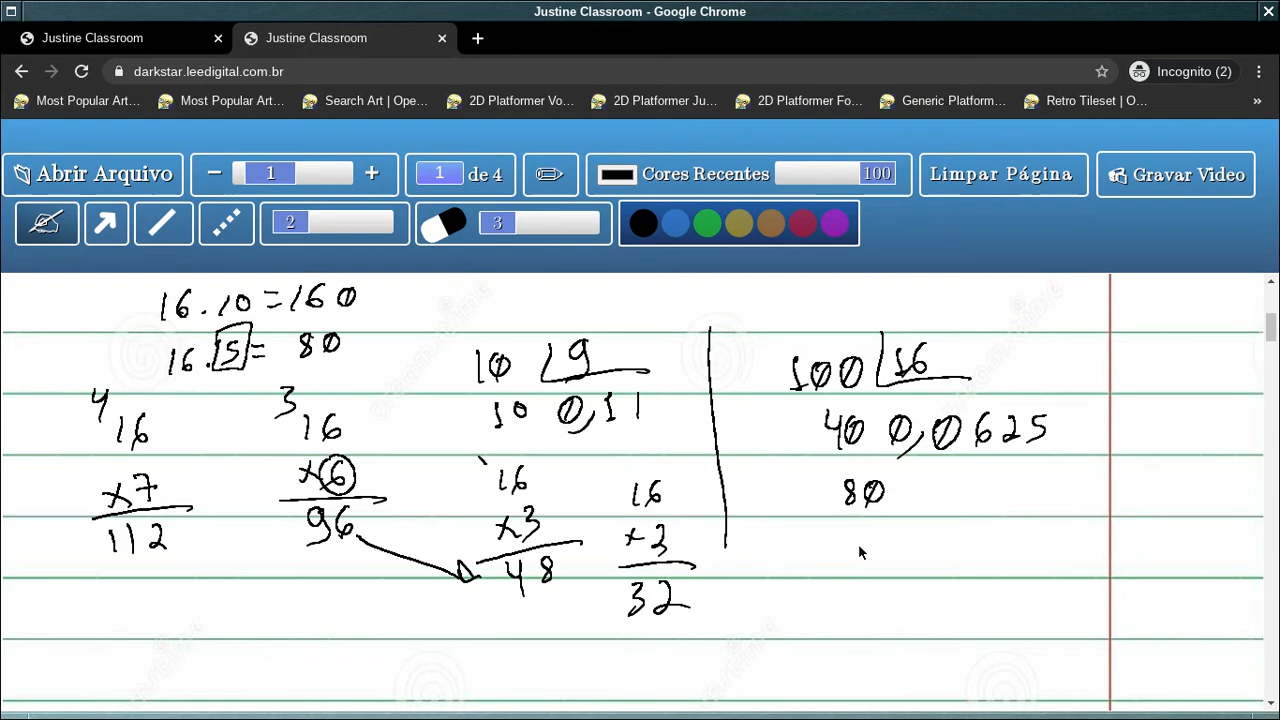 Justine Classroom - Google Chrome
Justine Classroom
Justine Classroom
darkstar.leedigital.com.br
Incognito (2)
Most Popular Art...
Most Popular Art...
Search Art | Ope...
2D Platformer Vo...
2D Platformer Ju...
2D Platformer Fo...
Generic Platform...
Retro Tileset | O...
Abrir Arquivo
− 1 +
1 de 4
Cores Recentes 100
Limpar Página
Gravar Video
2
3
16.10=160
16.5= 80
10 9
10 0,11
100 16
40 0,0625
80
4
16
x7
112
3
16
x6
96
16
x3
48
16
x2
32